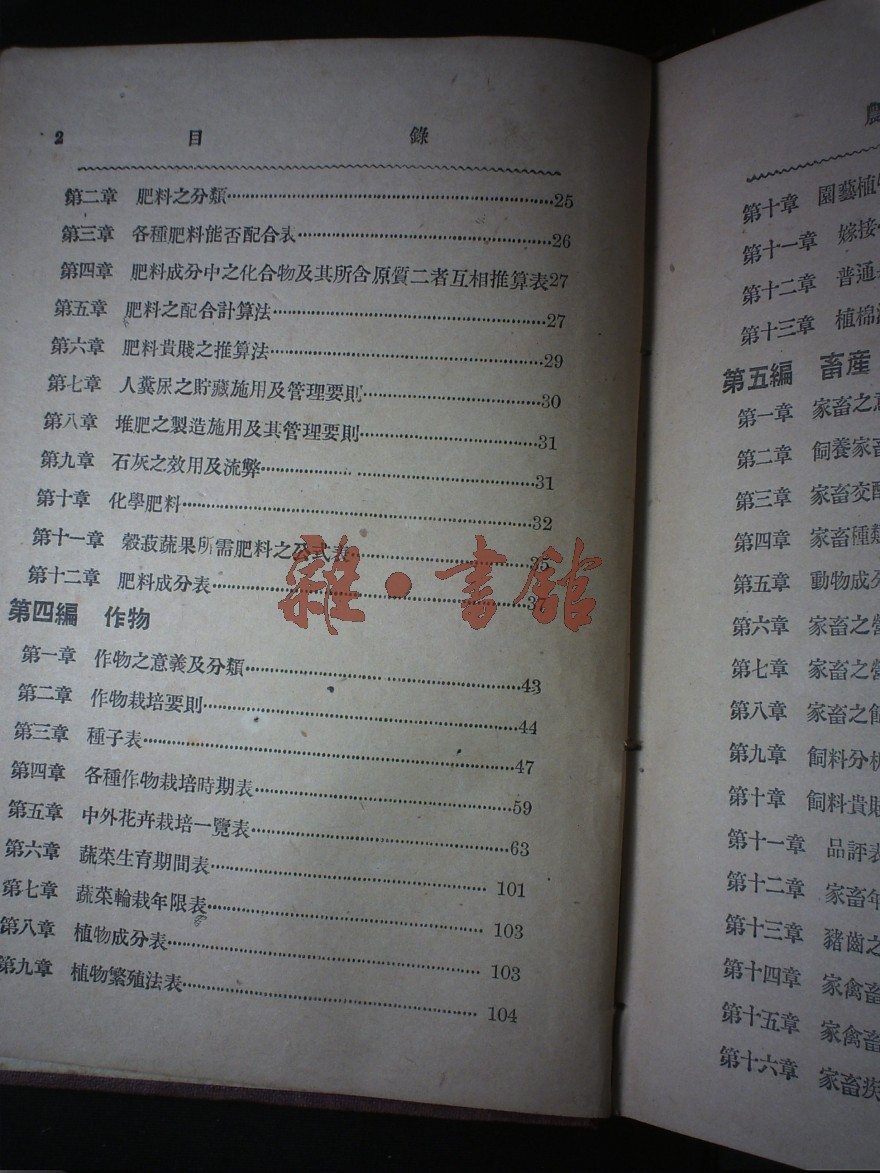 2 目 錄
第二章 肥料之分類…25
第三章 各種肥料能否配合表…26
第四章 肥料成分中之化合物及其所含原質二者互相推算表27
第五章 肥料之配合計算法…27
第六章 肥料貴賤之推算法…29
第七章 人糞尿之貯藏施用及管理要則…30
第八章 堆肥之製造施用及其管理要則…31
第九章 石灰之效用及流弊…31
第十章 化學肥料…32
第十一章 穀菽蔬果所需肥料之公式表…35
第十二章 肥料成分表…37
雜·書館
第四編 作物
第一章 作物之意義及分類…43
第二章 作物栽培要則…44
第三章 種子表…47
第四章 各種作物栽培時期表…59
第五章 中外花卉栽培一覽表…63
第六章 蔬菜生育期間表…101
第七章 蔬菜輪栽年限表…103
第八章 植物成分表…103
第九章 植物繁殖法表…104
農
第十章 園藝植
第十一章 嫁接
第十二章 普通
第十三章 植棉
第五編 畜產
第一章 家畜之意
第二章 飼養家畜
第三章 家畜交配
第四章 家畜種類
第五章 動物成分
第六章 家畜之營
第七章 家畜之營
第八章 家畜之
第九章 飼料分析
第十章 飼料貴賤
第十一章 品評表
第十二章 家畜年
第十三章 豬齒之
第十四章 家禽畜
第十五章 家禽畜
第十六章 家畜疾